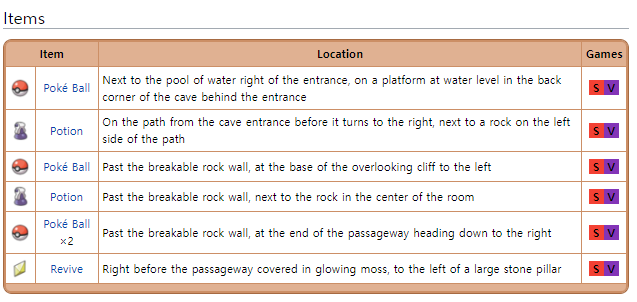 Items
Item Location Games
Poké Ball Next to the pool of water right of the entrance, on a platform at water level in the back S V
corner of the cave behind the entrance
Potion On the path from the cave entrance before it turns to the right, next to a rock on the left S V
side of the path
Poké Ball Past the breakable rock wall, at the base of the overlooking cliff to the left S V
Potion Past the breakable rock wall, next to the rock in the center of the room S V
Poké Ball
×2 Past the breakable rock wall, at the end of the passageway heading down to the right S V
Revive Right before the passageway covered in glowing moss, to the left of a large stone pillar S V